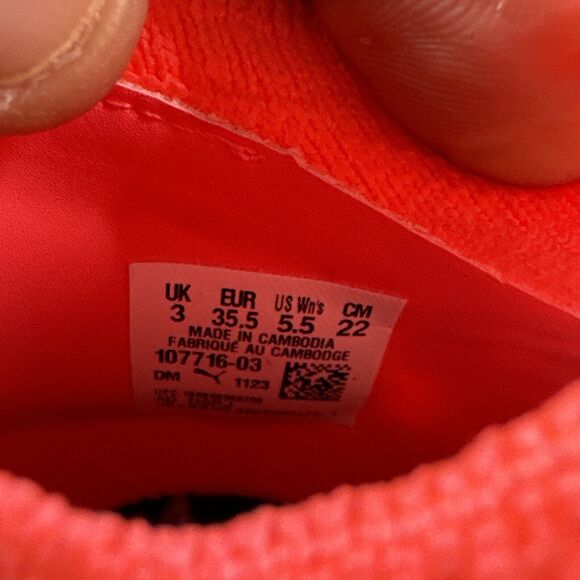 UK EUR US Wn's CM
3 35.5 5.5 22
MADE IN CAMBODIA
FABRIQUÉ AU CAMBODGE
107716-03
DM 1123